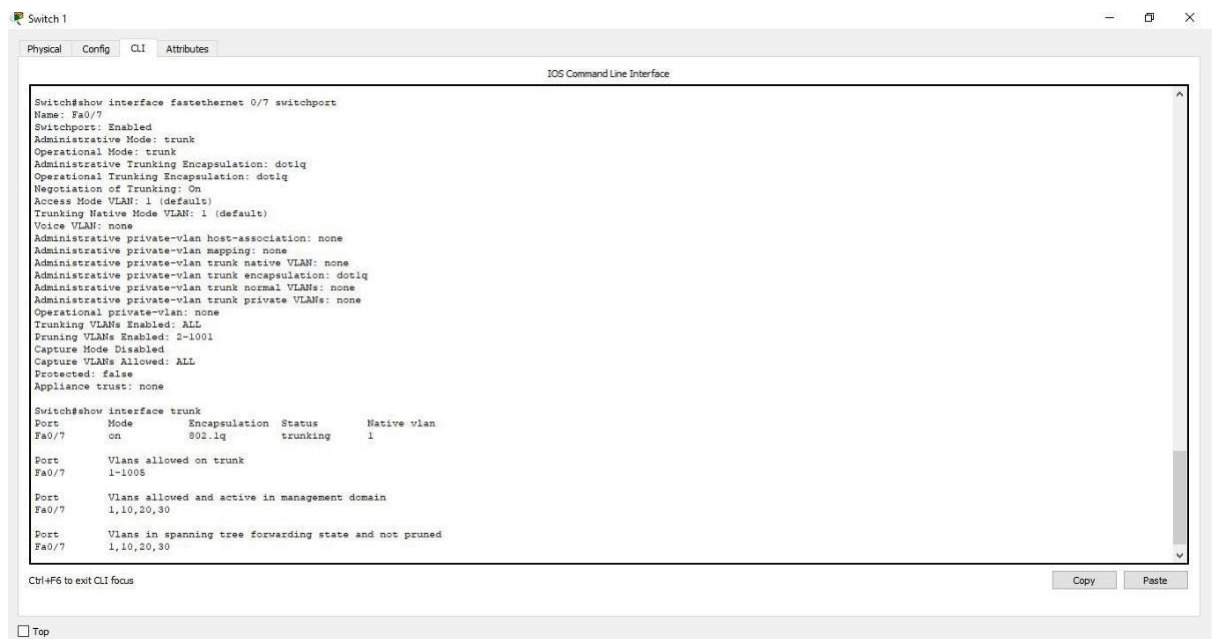 Switch 1
Physical Config CLI Attributes
IOS Command Line Interface
Switch#show interface fastethernet 0/7 switchport
Name: Fa0/7
Switchport: Enabled
Administrative Mode: trunk
Operational Mode: trunk
Administrative Trunking Encapsulation: dot1q
Operational Trunking Encapsulation: dot1q
Negotiation of Trunking: On
Access Mode VLAN: 1 (default)
Trunking Native Mode VLAN: 1 (default)
Voice VLAN: none
Administrative private-vlan host-association: none
Administrative private-vlan mapping: none
Administrative private-vlan trunk native VLAN: none
Administrative private-vlan trunk encapsulation: dot1q
Administrative private-vlan trunk normal VLANs: none
Administrative private-vlan trunk private VLANs: none
Operational private-vlan: none
Trunking VLANs Enabled: ALL
Pruning VLANs Enabled: 2-1001
Capture Mode Disabled
Capture VLANs Allowed: ALL
Protected: false
Appliance trust: none
Switch#show interface trunk
Port Mode Encapsulation Status Native vlan
Fa0/7 on 802.1q trunking 1
Port Vlans allowed on trunk
Fa0/7 1-1005
Port Vlans allowed and active in management domain
Fa0/7 1,10,20,30
Port Vlans in spanning tree forwarding state and not pruned
Fa0/7 1,10,20,30
Ctrl+F6 to exit CLI focus Copy Paste
Top